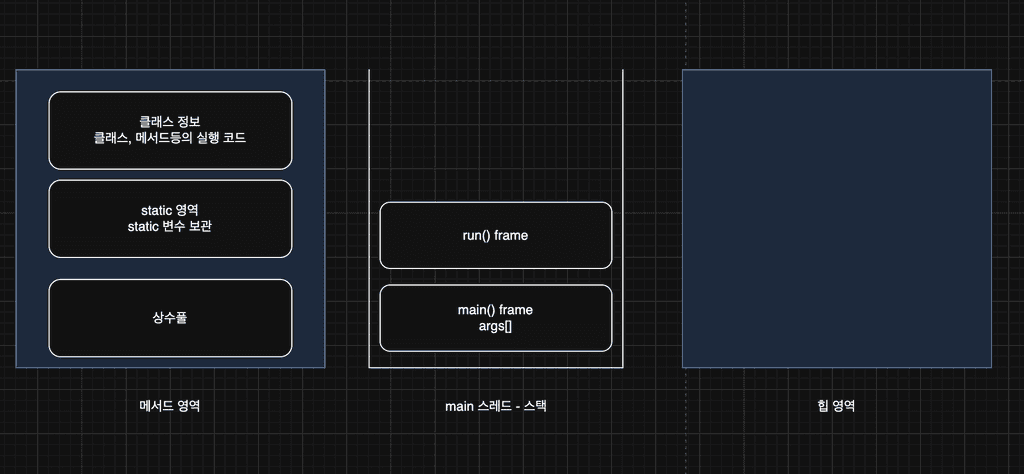 클래스 정보
클래스, 메서드등의 실행 코드
static 영역
static 변수 보관
상수풀
메서드 영역
run() frame
main() frame
args[]
main 스레드 - 스택
힙 영역